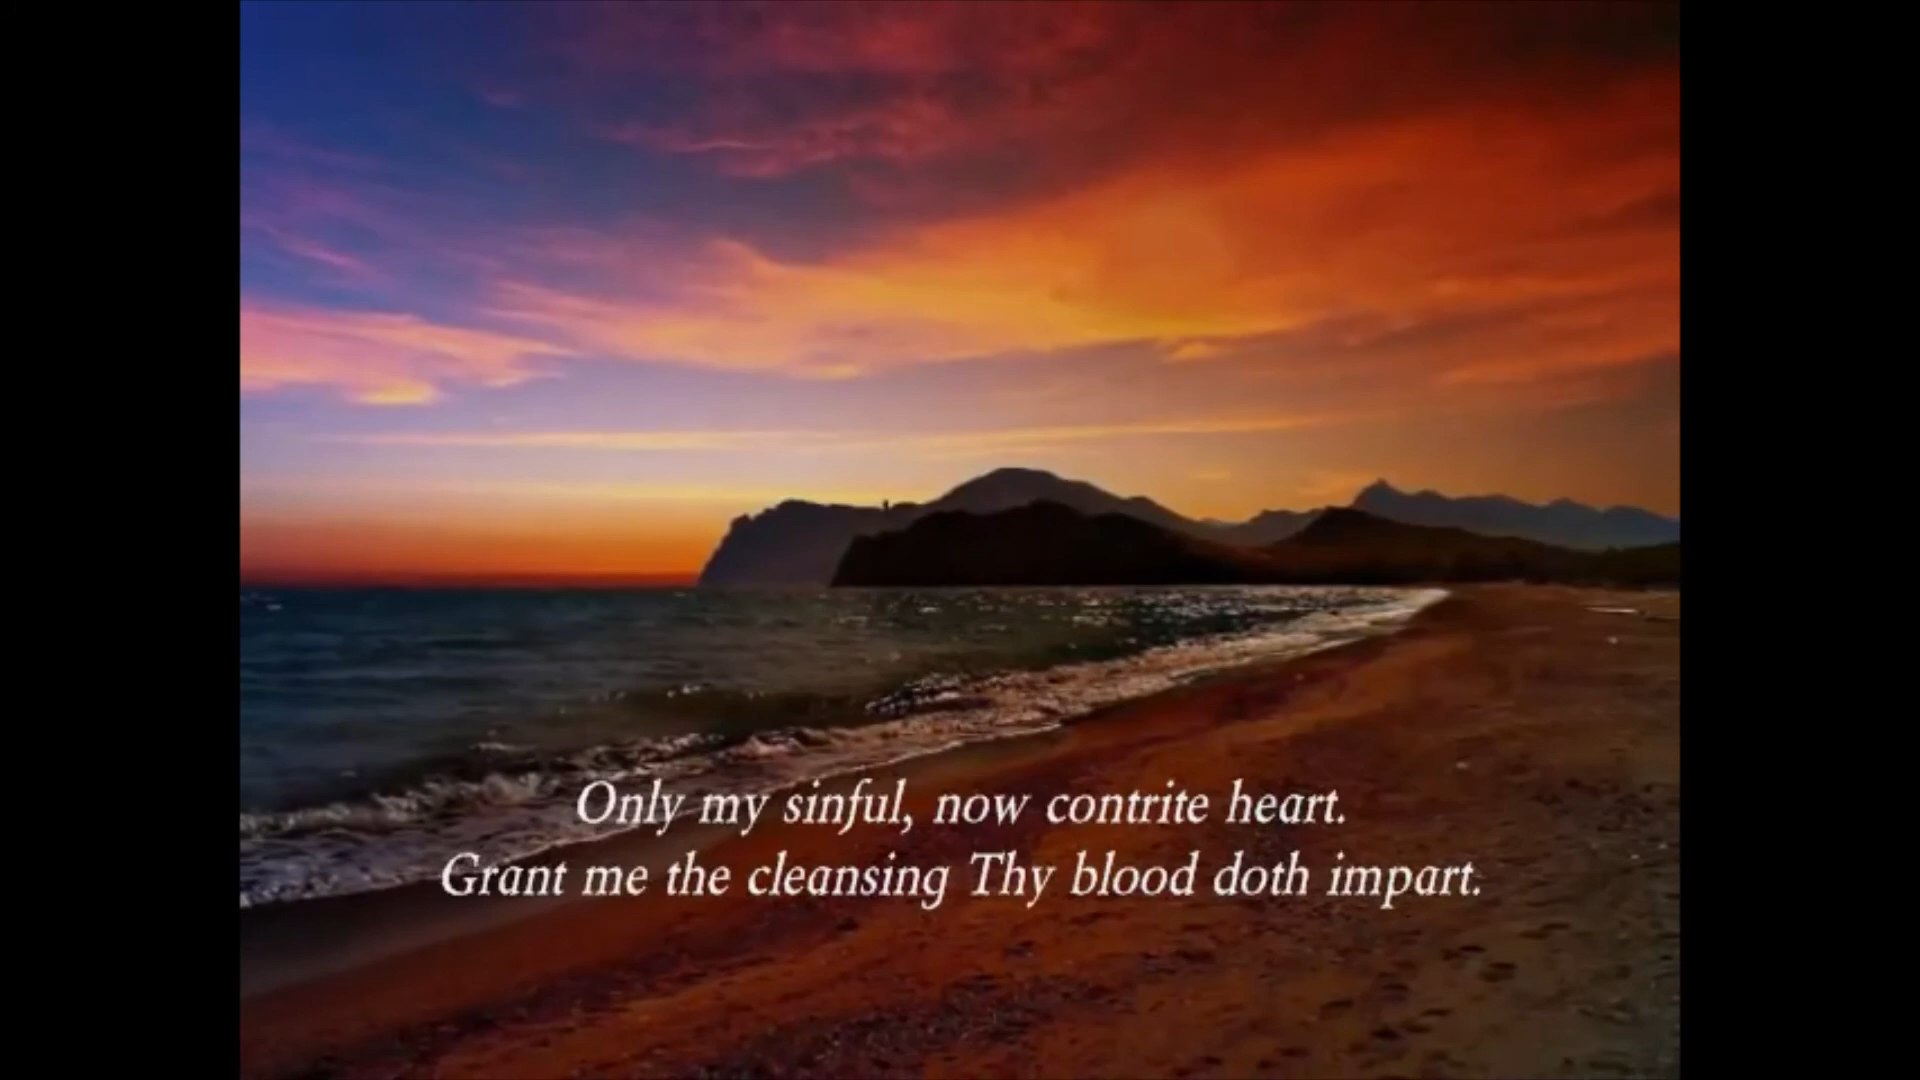 Only my sinful, now contrite heart.
Grant me the cleansing Thy blood doth impart.